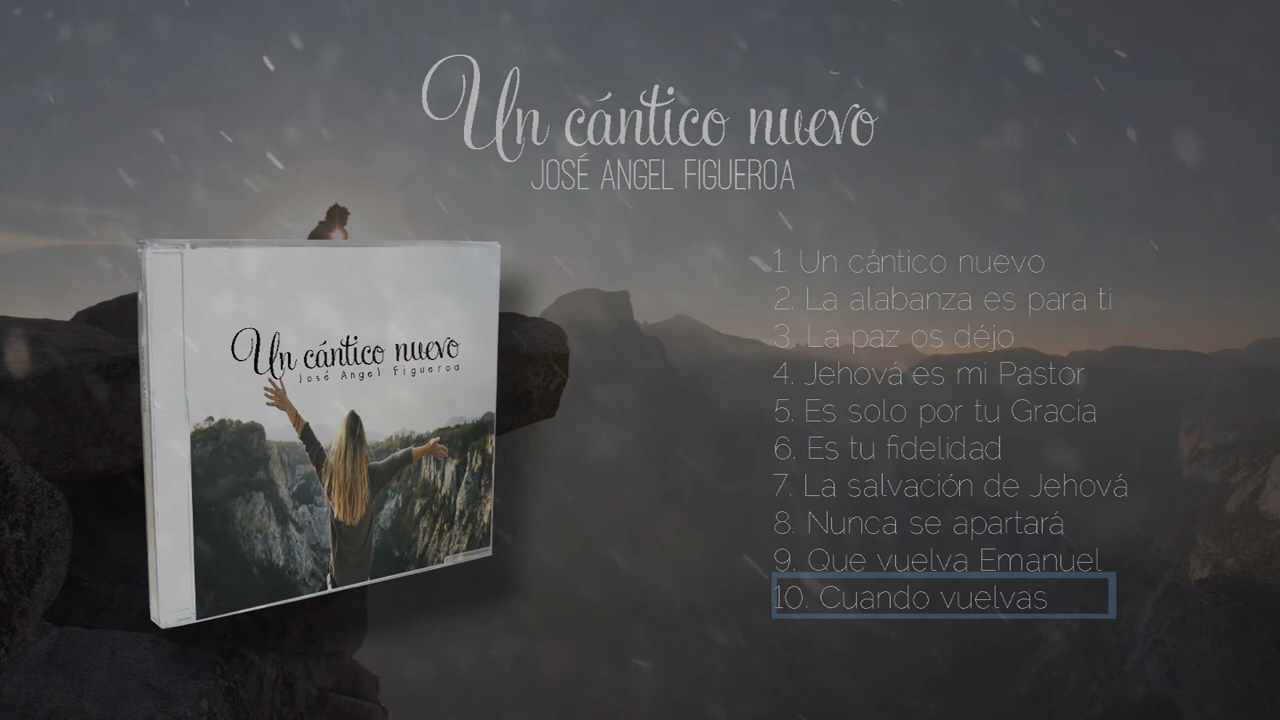 Un cántico nuevo
JOSÉ ANGEL FIGUEROA
Un cántico nuevo
José Angel Figueroa
1 Un cántico nuevo
2. La alabanza es para ti
3. La paz os déjo
4. Jehová es mi Pastor
5. Es solo por tu Gracia
6. Es tu fidelidad
7. La salvación de Jehová
8. Nunca se apartará
9. Que vuelva Emanuel
10. Cuando vuelvas